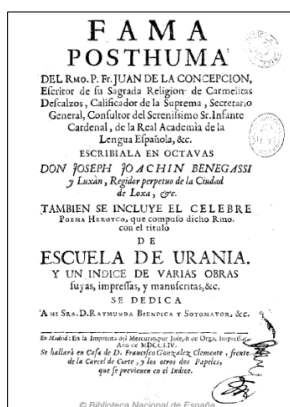 FAMA
POSTHUMA
DEL RMO. P. Fr. JUAN DE LA CONCEPCION,
Escritor de su Sagrada Religion de Carmelitas
Descalzos, Calificador de la Suprema, Secretario
General, Consultor del Serenissimo Sr. Infante
Cardenal, de la Real Academia de la
Lengua Española, &c.
ESCRIBIALA EN OCTAVAS
DON JOSEPH JOACHIN BENEGASSI
y Luxàn, Regidor perpetuo de la Ciudad
de Loxa, &c.
TAMBIEN SE INCLUYE EL CELEBRE
POEMA HEROYCO, que compuso dicho Rmo.
con el titulo
DE
ESCUELA DE URANIA.
Y UN INDICE DE VARIAS OBRAS
suyas, impressas, y manuscritas, &c.
SE DEDICA
A MI SRA. D. RAYMUNDA BIEMPICA Y SOTOMAYOR, &c.
En Madrid: En la Imprenta del Mercurio, por Joseph de Orga, Impressor.
Año de MDCCLIV.
Se hallarà en Casa de D. Francisco Gonzalez Clemente, frente
de la Carcel de Corte, y los otros dos Papeles,
que se previenen en el Indice.
© Biblioteca Nacional de España